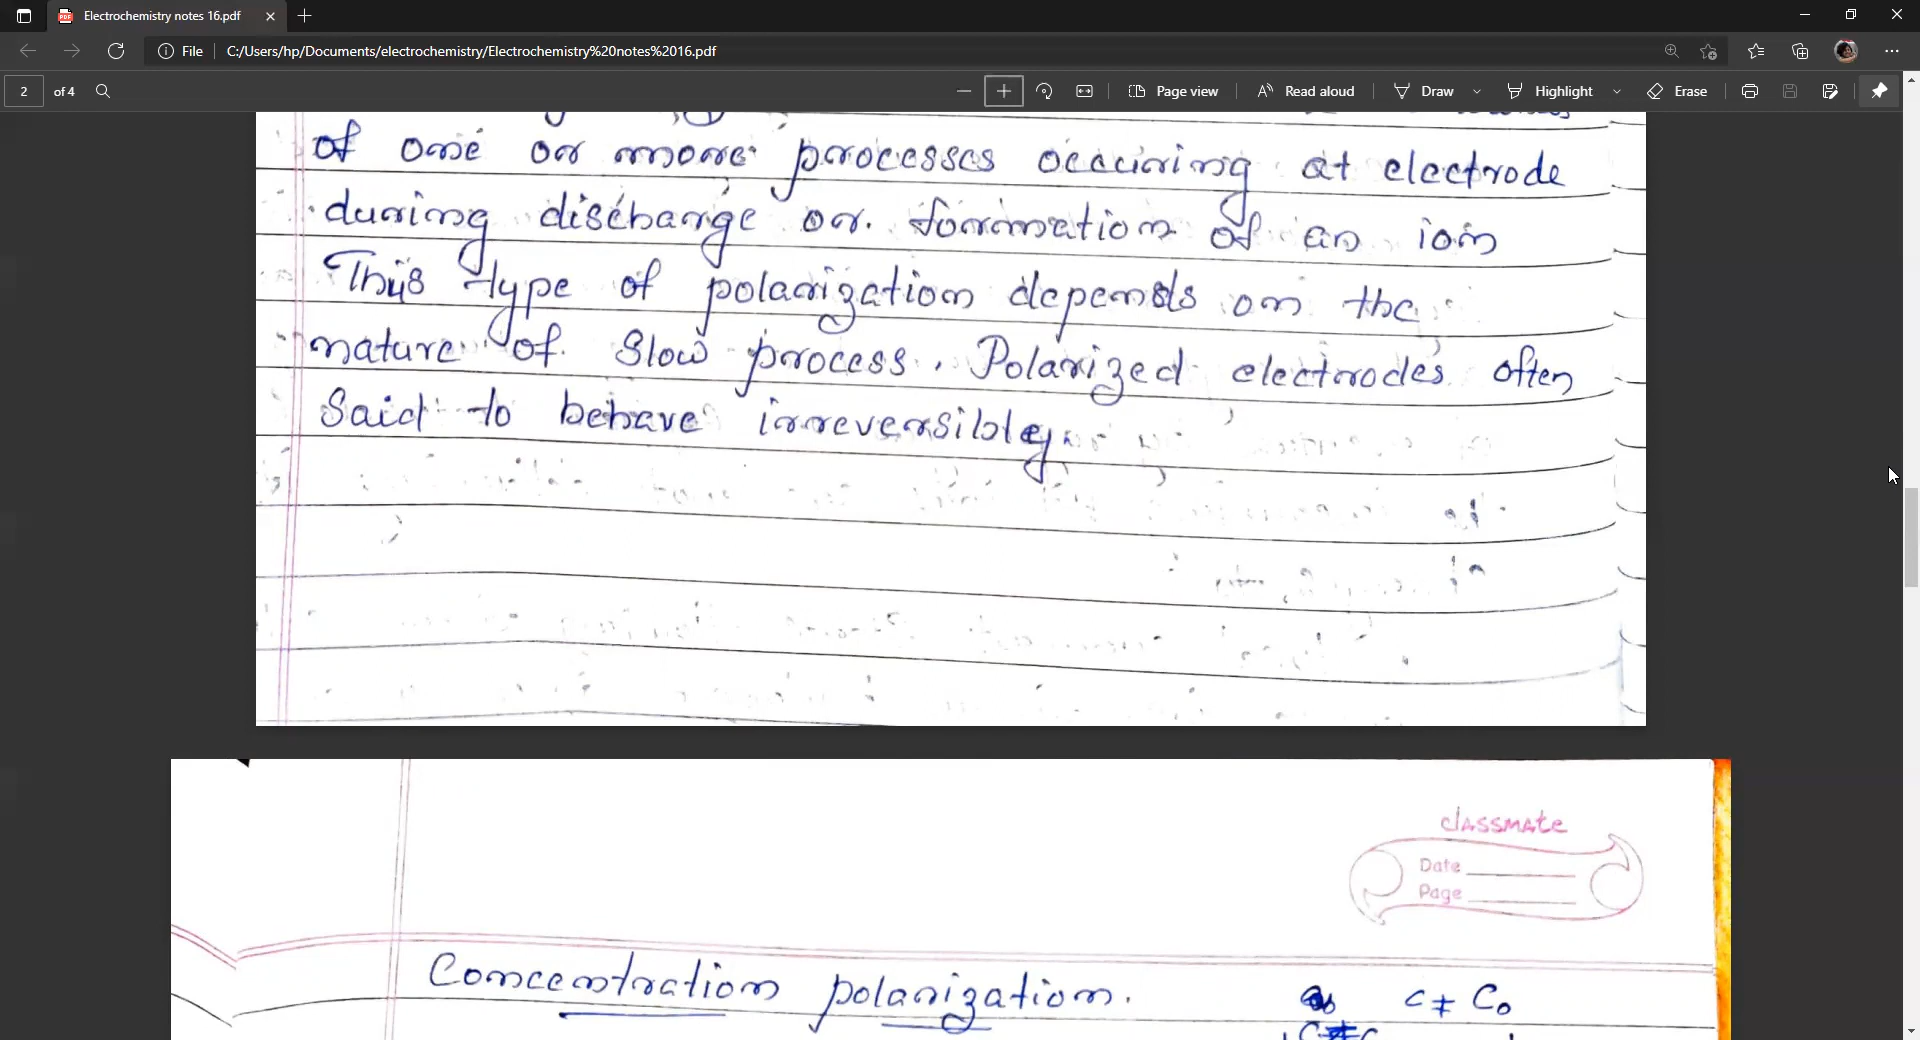 Electrochemistry notes 16.pdf
File C:/Users/hp/Documents/electrochemistry/Electrochemistry%20notes%2016.pdf
2 of 4 Page view Read aloud Draw Highlight Erase
of one or more processes occuring at electrode
during discharge or formation of an ion
This type of polarization depends on the
nature of slow process. Polarized electrodes often
said to behave irreversibley
classmate
Date
Page
Concentration polarization. C ≠ C₀